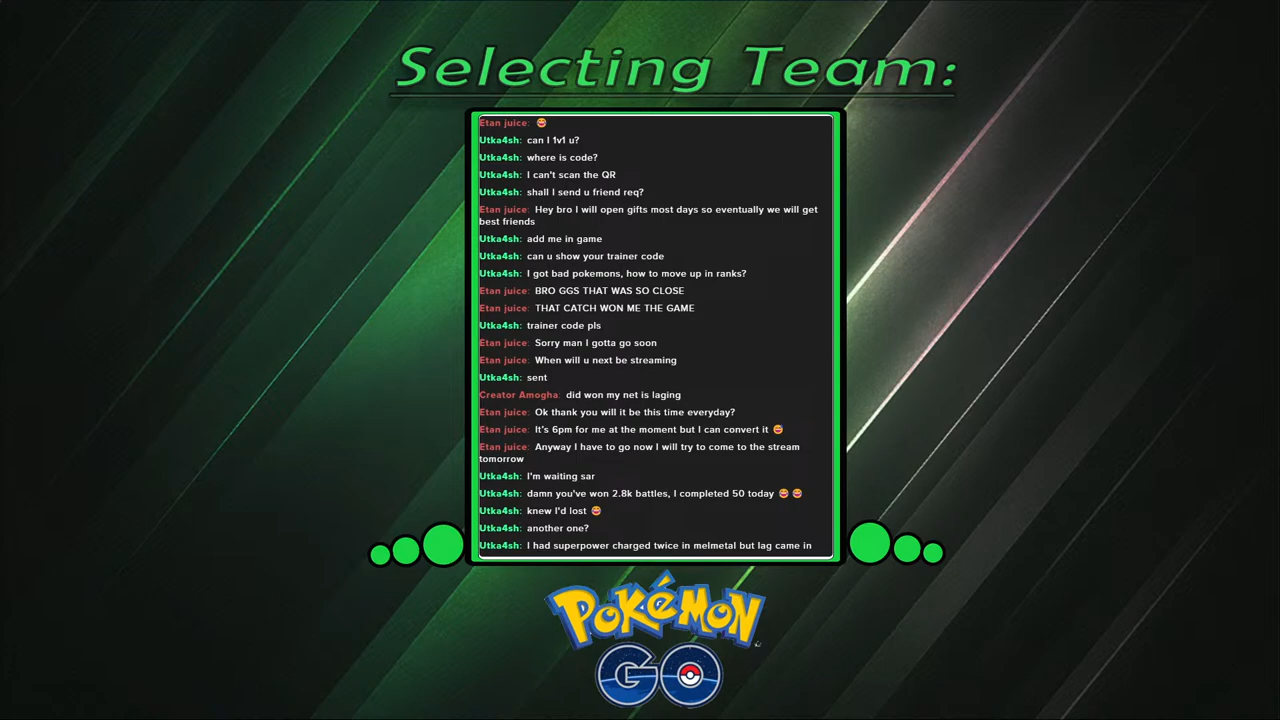 Selecting Team:
Etan juice: 😂
Utka4sh: can I 1v1 u?
Utka4sh: where is code?
Utka4sh: I can't scan the QR
Utka4sh: shall I send u friend req?
Etan juice: Hey bro I will open gifts most days so eventually we will get
best friends
Utka4sh: add me in game
Utka4sh: can u show your trainer code
Utka4sh: I got bad pokemons, how to move up in ranks?
Etan juice: BRO GGS THAT WAS SO CLOSE
Etan juice: THAT CATCH WON ME THE GAME
Utka4sh: trainer code pls
Etan juice: Sorry man I gotta go soon
Etan juice: When will u next be streaming
Utka4sh: sent
Creator Amogha: did won my net is laging
Etan juice: Ok thank you will it be this time everyday?
Etan juice: It's 6pm for me at the moment but I can convert it 😅
Etan juice: Anyway I have to go now I will try to come to the stream
tomorrow
Utka4sh: I'm waiting sar
Utka4sh: damn you've won 2.8k battles, I completed 50 today 😂 😂
Utka4sh: knew I'd lost 😂
Utka4sh: another one?
Utka4sh: I had superpower charged twice in melmetal but lag came in
POKéMON
GO